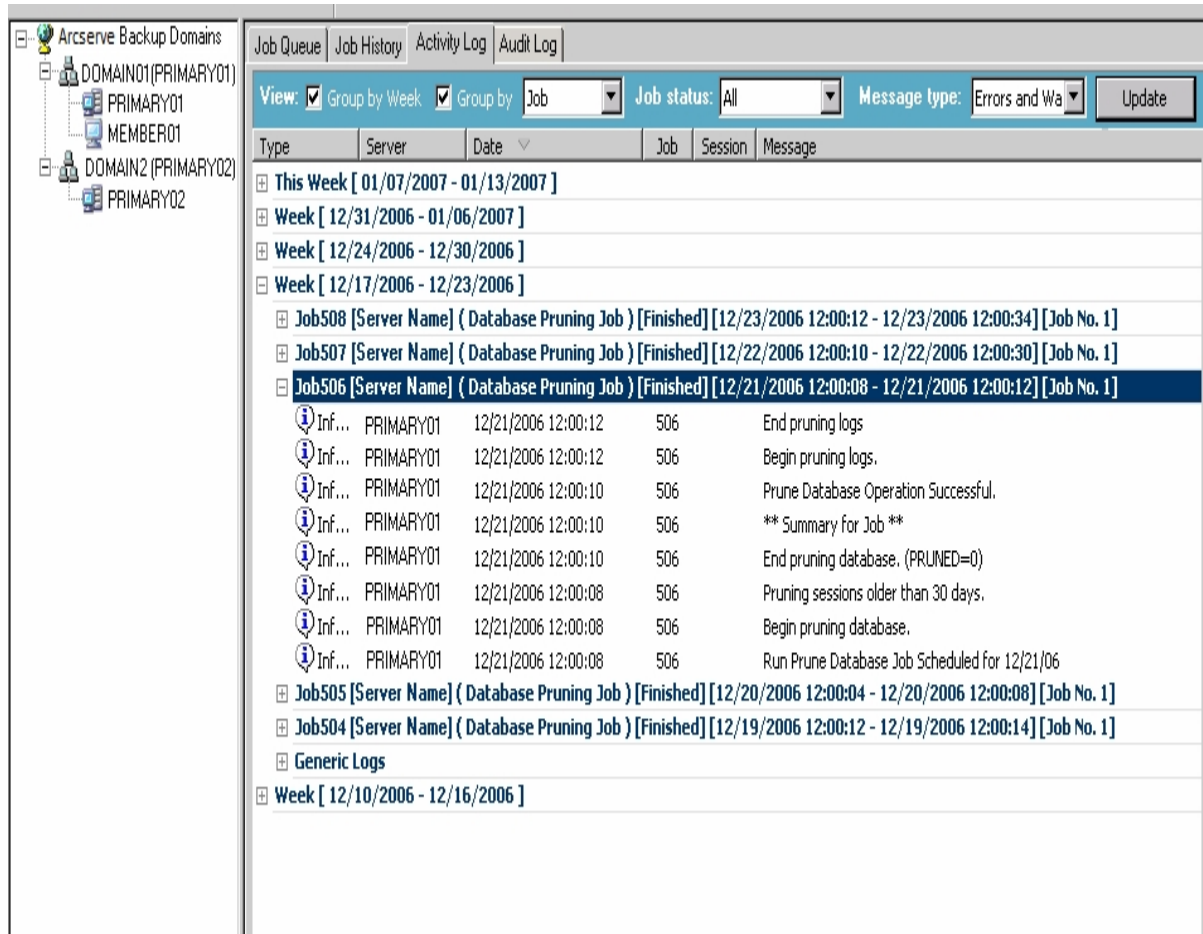 Arcserve Backup Domains
DOMAIN01(PRIMARY01)
PRIMARY01
MEMBER01
DOMAIN2 (PRIMARY02)
PRIMARY02
Job Queue Job History Activity Log Audit Log
View: Group by Week Group by Job Job status: All Message type: Errors and Wa Update
Type Server Date Job Session Message
This Week [ 01/07/2007 - 01/13/2007 ]
Week [ 12/31/2006 - 01/06/2007 ]
Week [ 12/24/2006 - 12/30/2006 ]
Week [ 12/17/2006 - 12/23/2006 ]
Job508 [Server Name] ( Database Pruning Job ) [Finished] [12/23/2006 12:00:12 - 12/23/2006 12:00:34] [Job No. 1]
Job507 [Server Name] ( Database Pruning Job ) [Finished] [12/22/2006 12:00:10 - 12/22/2006 12:00:30] [Job No. 1]
Job506 [Server Name] ( Database Pruning Job ) [Finished] [12/21/2006 12:00:08 - 12/21/2006 12:00:12] [Job No. 1]
Inf... PRIMARY01 12/21/2006 12:00:12 506 End pruning logs
Inf... PRIMARY01 12/21/2006 12:00:12 506 Begin pruning logs.
Inf... PRIMARY01 12/21/2006 12:00:10 506 Prune Database Operation Successful.
Inf... PRIMARY01 12/21/2006 12:00:10 506 ** Summary for Job **
Inf... PRIMARY01 12/21/2006 12:00:10 506 End pruning database. (PRUNED=0)
Inf... PRIMARY01 12/21/2006 12:00:08 506 Pruning sessions older than 30 days.
Inf... PRIMARY01 12/21/2006 12:00:08 506 Begin pruning database.
Inf... PRIMARY01 12/21/2006 12:00:08 506 Run Prune Database Job Scheduled for 12/21/06
Job505 [Server Name] ( Database Pruning Job ) [Finished] [12/20/2006 12:00:04 - 12/20/2006 12:00:08] [Job No. 1]
Job504 [Server Name] ( Database Pruning Job ) [Finished] [12/19/2006 12:00:12 - 12/19/2006 12:00:14] [Job No. 1]
Generic Logs
Week [ 12/10/2006 - 12/16/2006 ]